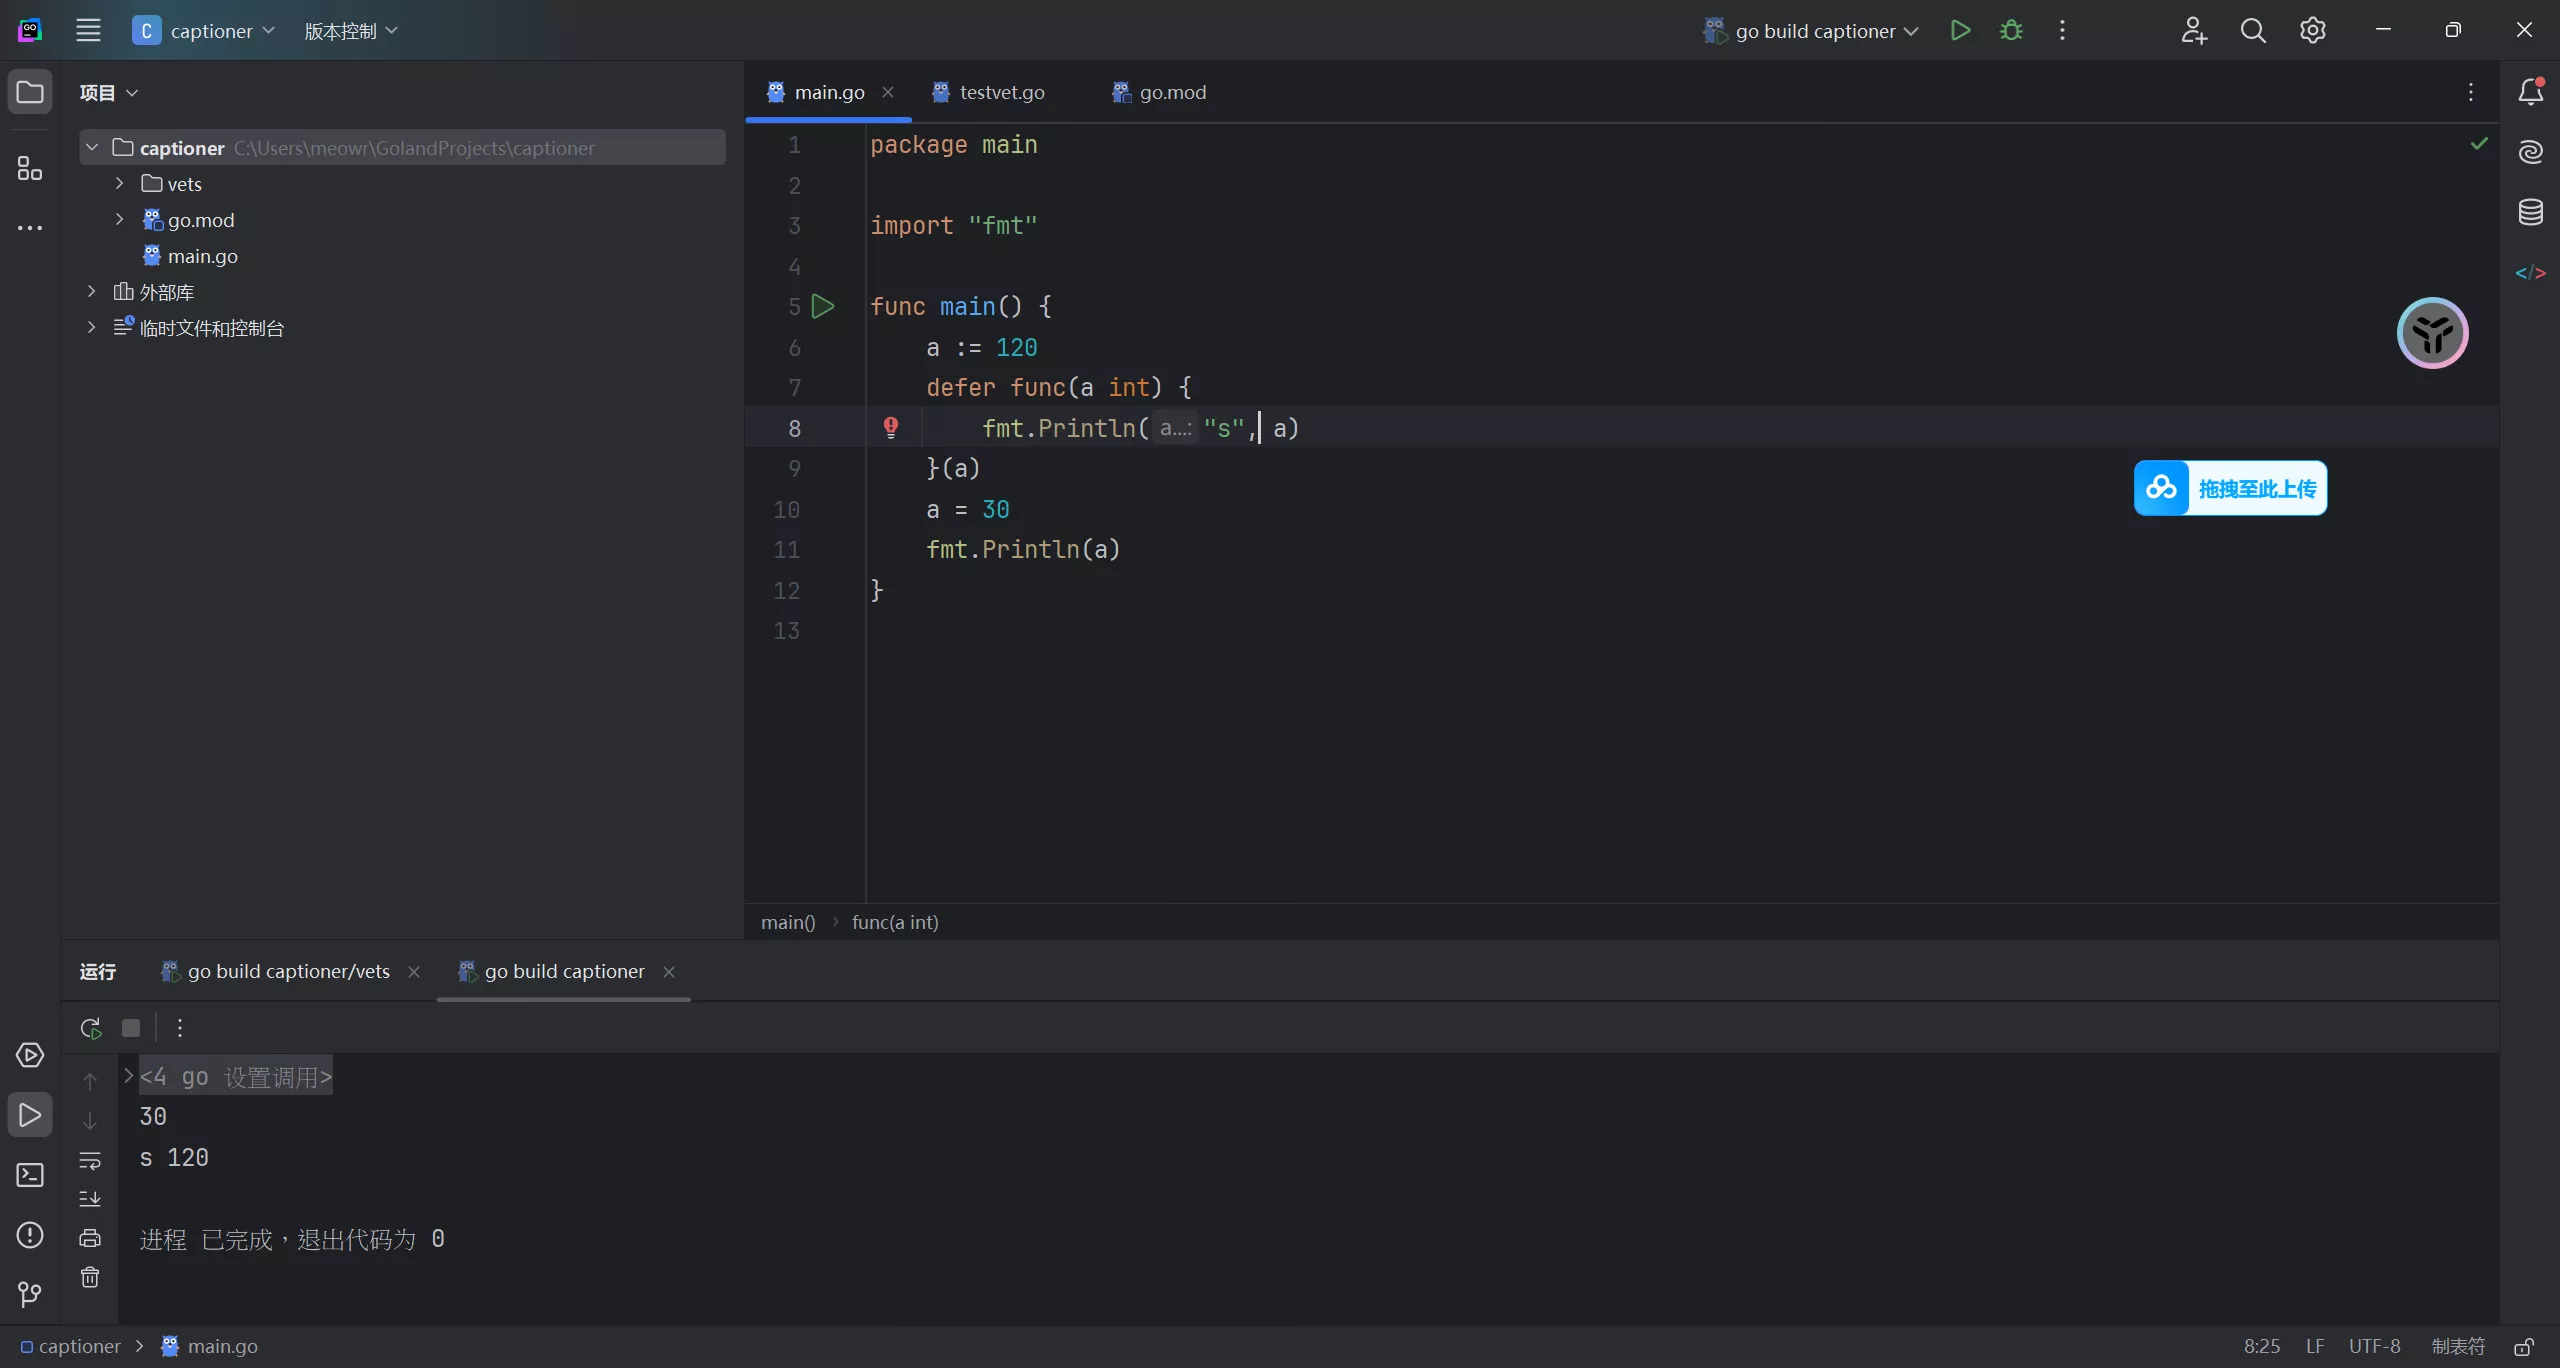 GO
C captioner 版本控制 go build captioner
项目
main.go testvet.go go.mod
captioner C:\Users\meowr\GolandProjects\captioner
vets
go.mod
main.go
外部库
临时文件和控制台
1 package main
2
3 import "fmt"
4
5 func main() {
6 a := 120
7 defer func(a int) {
8 fmt.Println( a...: "s", a)
9 }(a)
10 a = 30
11 fmt.Println(a)
12 }
13
拖拽至此上传
main() › func(a int)
运行 go build captioner/vets go build captioner
<4 go 设置调用>
30
s 120
进程 已完成，退出代码为 0
captioner > main.go 8:25 LF UTF-8 制表符